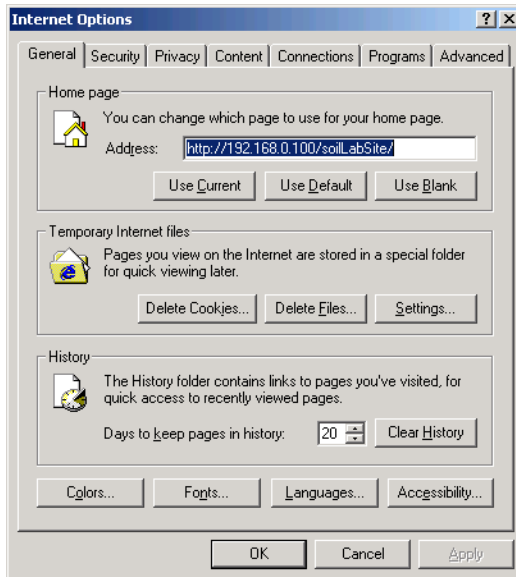 Internet Options
General Security Privacy Content Connections Programs Advanced
Home page
You can change which page to use for your home page.
Address: http://192.168.0.100/soilLabSite/
Use Current Use Default Use Blank
Temporary Internet files
Pages you view on the Internet are stored in a special folder
for quick viewing later.
Delete Cookies... Delete Files... Settings...
History
The History folder contains links to pages you've visited, for
quick access to recently viewed pages.
Days to keep pages in history: 20 Clear History
Colors... Fonts... Languages... Accessibility...
OK Cancel Apply